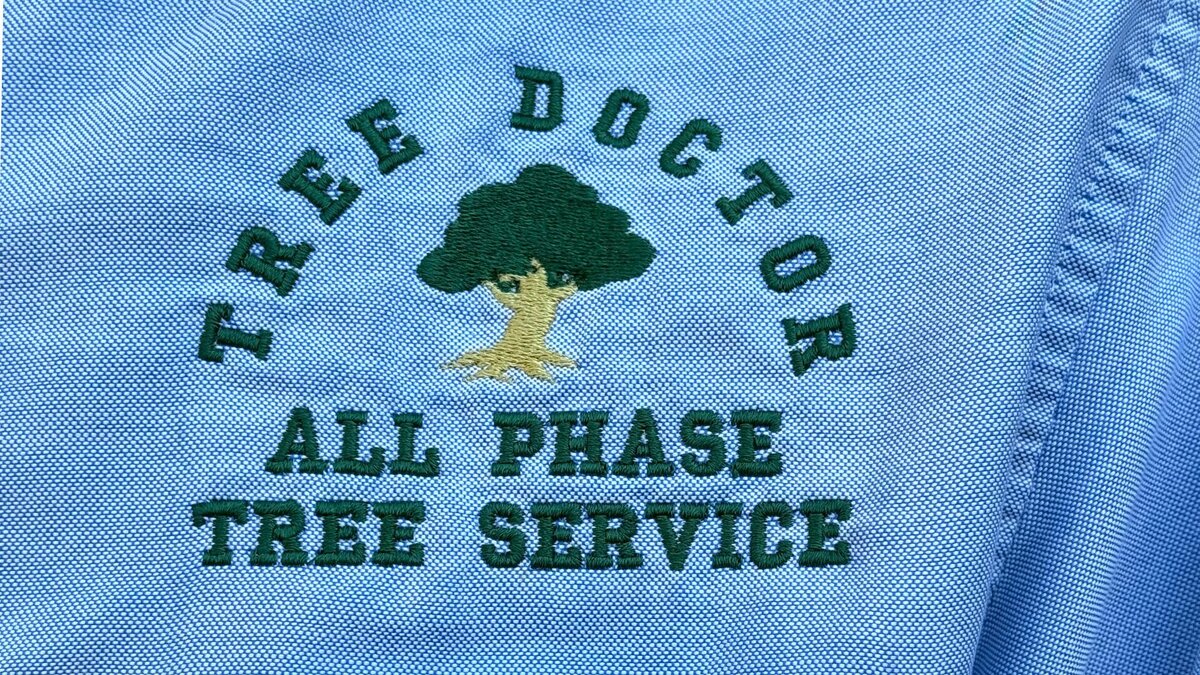 TREE DOCTOR
ALL PHASE
TREE SERVICE